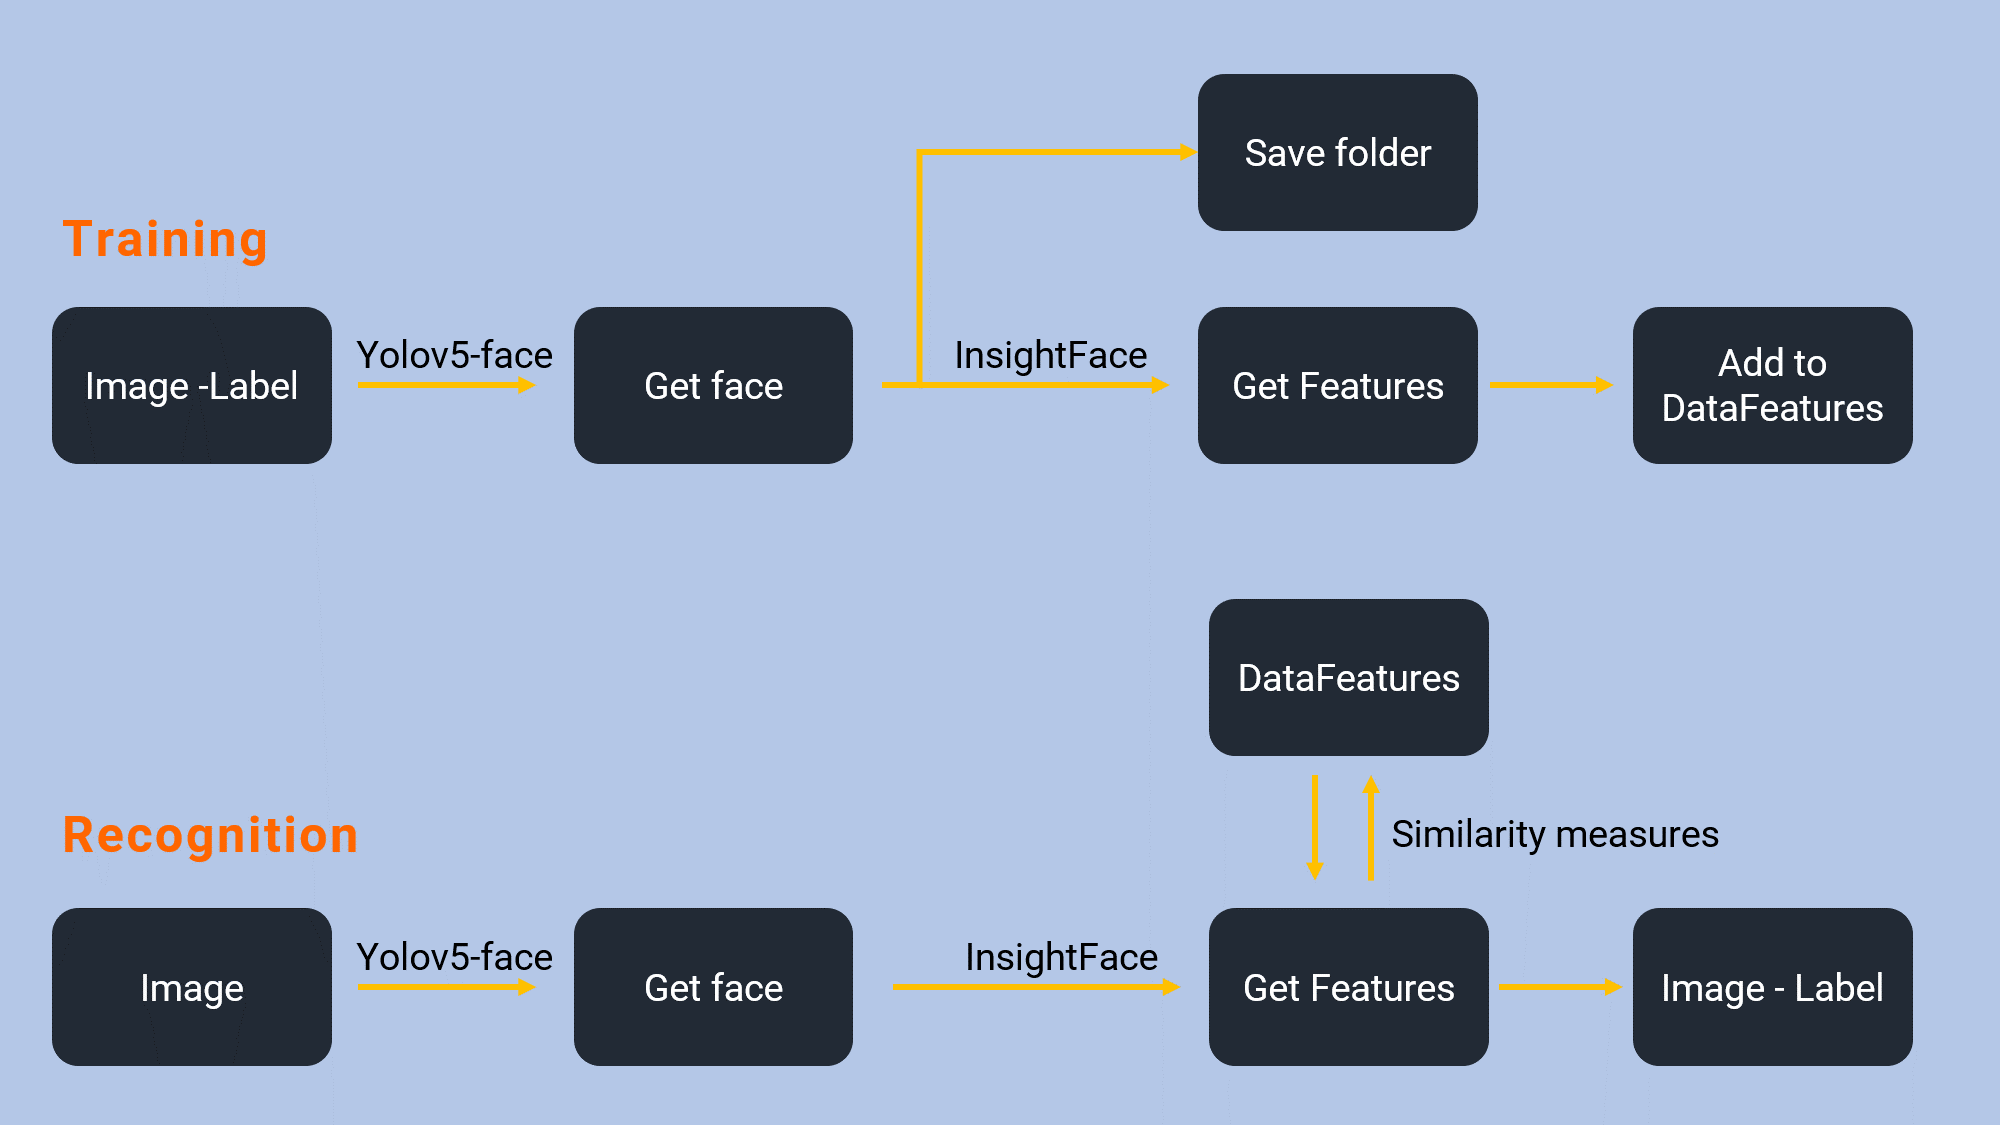 Save folder
Training
Image -Label
Yolov5-face
Get face
InsightFace
Get Features
Add to
DataFeatures
DataFeatures
Similarity measures
Recognition
Image
Yolov5-face
Get face
InsightFace
Get Features
Image - Label